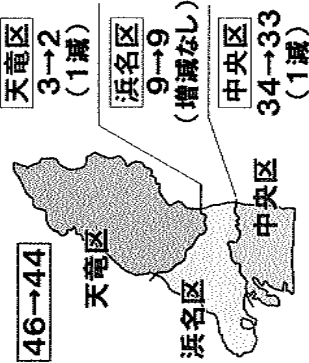 46→44
天竜区
3→2
(1減)
浜名区
9→9
(増減なし)
中央区
34→33
(1減)
天竜区
浜名区
中央区